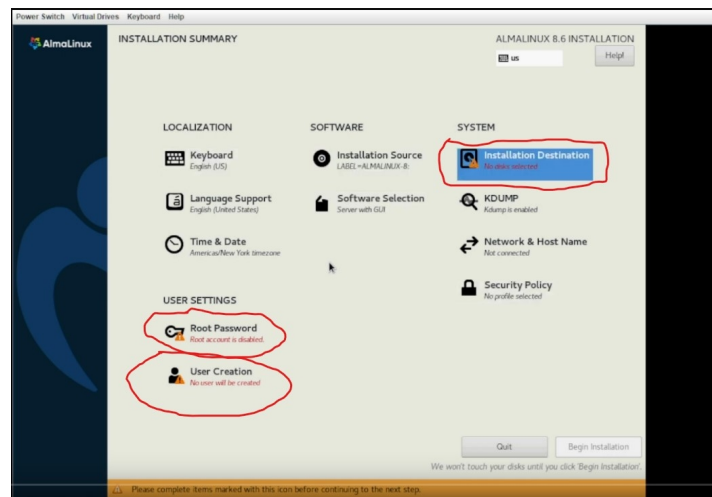 Power Switch Virtual Drives Keyboard Help
AlmaLinux
INSTALLATION SUMMARY
ALMALINUX 8.6 INSTALLATION
us
Help!
LOCALIZATION
Keyboard
English (US)
Language Support
English (United States)
Time & Date
Americas/New York timezone
SOFTWARE
Installation Source
LABEL=ALMALINUX-8:
Software Selection
Server with GUI
SYSTEM
Installation Destination
No disks selected
KDUMP
Kdump is enabled
Network & Host Name
Not connected
Security Policy
No profile selected
USER SETTINGS
Root Password
Root account is disabled.
User Creation
No user will be created
Quit
Begin Installation
We won't touch your disks until you click 'Begin Installation'.
Please complete items marked with this icon before continuing to the next step.